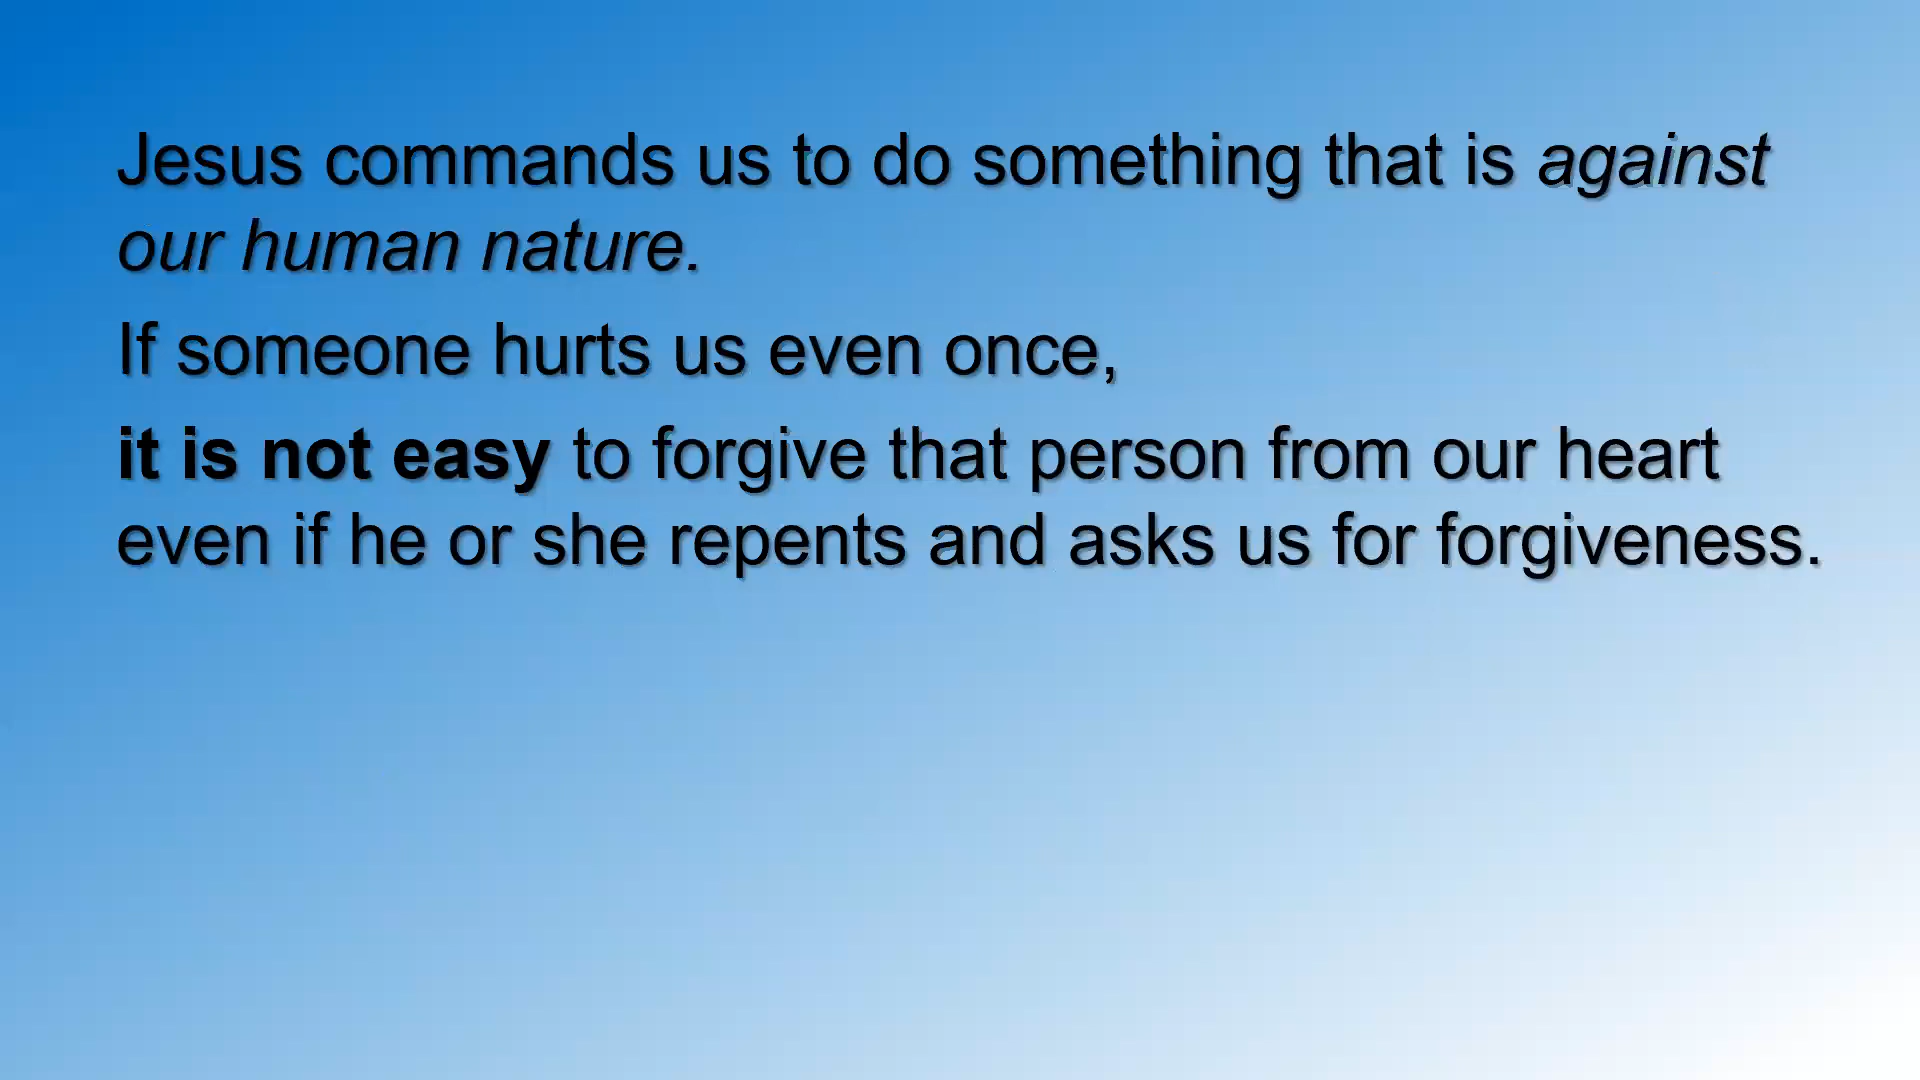 Jesus commands us to do something that is against
our human nature.
If someone hurts us even once,
it is not easy to forgive that person from our heart
even if he or she repents and asks us for forgiveness.